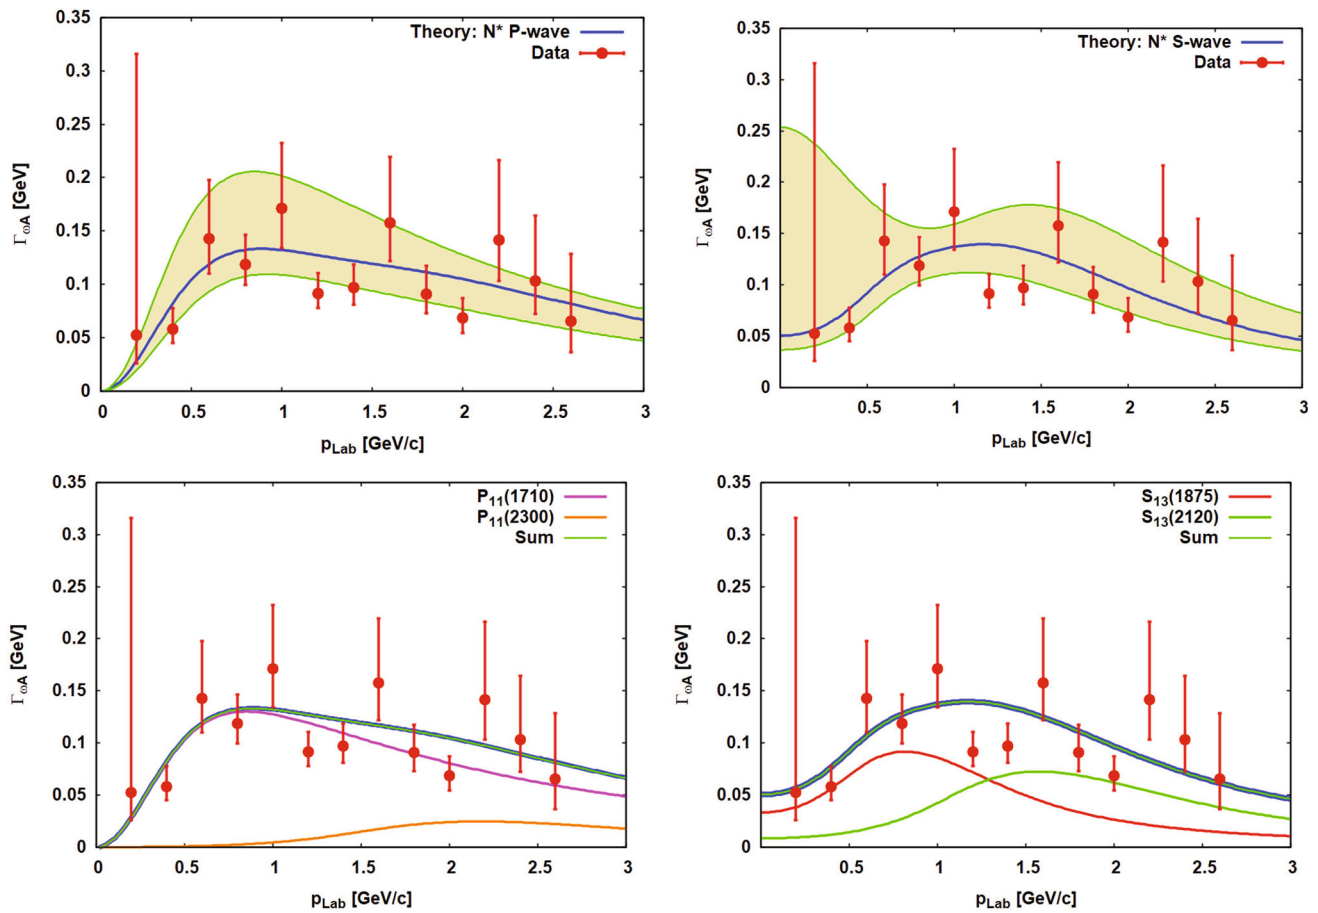 0.35
0.3
0.25
0.2
0.15
0.1
0.05
0
Γ_ωA [GeV]
Theory: N* P-wave
Data
0 0.5 1 1.5 2 2.5 3
p_Lab [GeV/c]
0.35
0.3
0.25
0.2
0.15
0.1
0.05
0
Γ_ωA [GeV]
Theory: N* S-wave
Data
0.5 1 1.5 2 2.5 3
p_Lab [GeV/c]
0.35
0.3
0.25
0.2
0.15
0.1
0.05
0
Γ_ωA [GeV]
P₁₁(1710)
P₁₁(2300)
Sum
0 0.5 1 1.5 2 2.5 3
p_Lab [GeV/c]
0.35
0.3
0.25
0.2
0.15
0.1
0.05
0
Γ_ωA [GeV]
S₁₃(1875)
S₁₃(2120)
Sum
0.5 1 1.5 2 2.5 3
p_Lab [GeV/c]